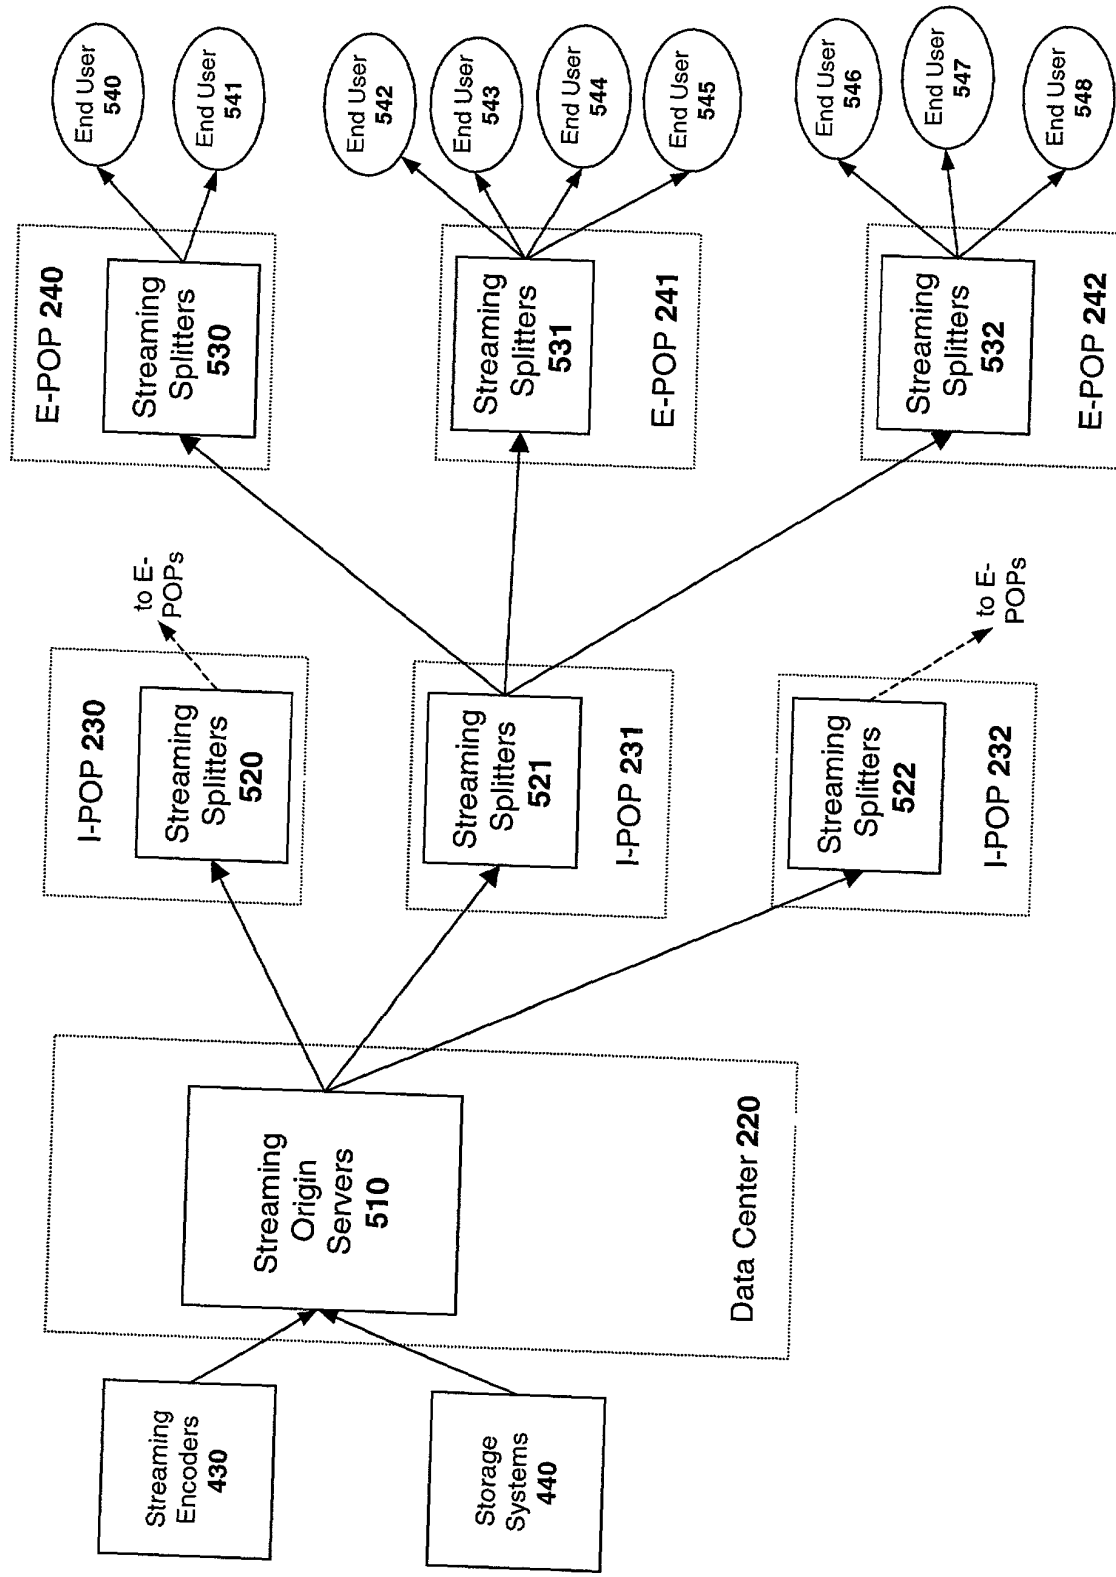 Streaming
Encoders
430
Storage
Systems
440
Streaming
Origin
Servers
510
Data Center 220
I-POP 230
Streaming
Splitters
520
to E-
POPs
Streaming
Splitters
521
I-POP 231
Streaming
Splitters
522
I-POP 232
to E-
POPs
E-POP 240
Streaming
Splitters
530
Streaming
Splitters
531
E-POP 241
Streaming
Splitters
532
E-POP 242
End User
540
End User
541
End User
542
End User
543
End User
544
End User
545
End User
546
End User
547
End User
548